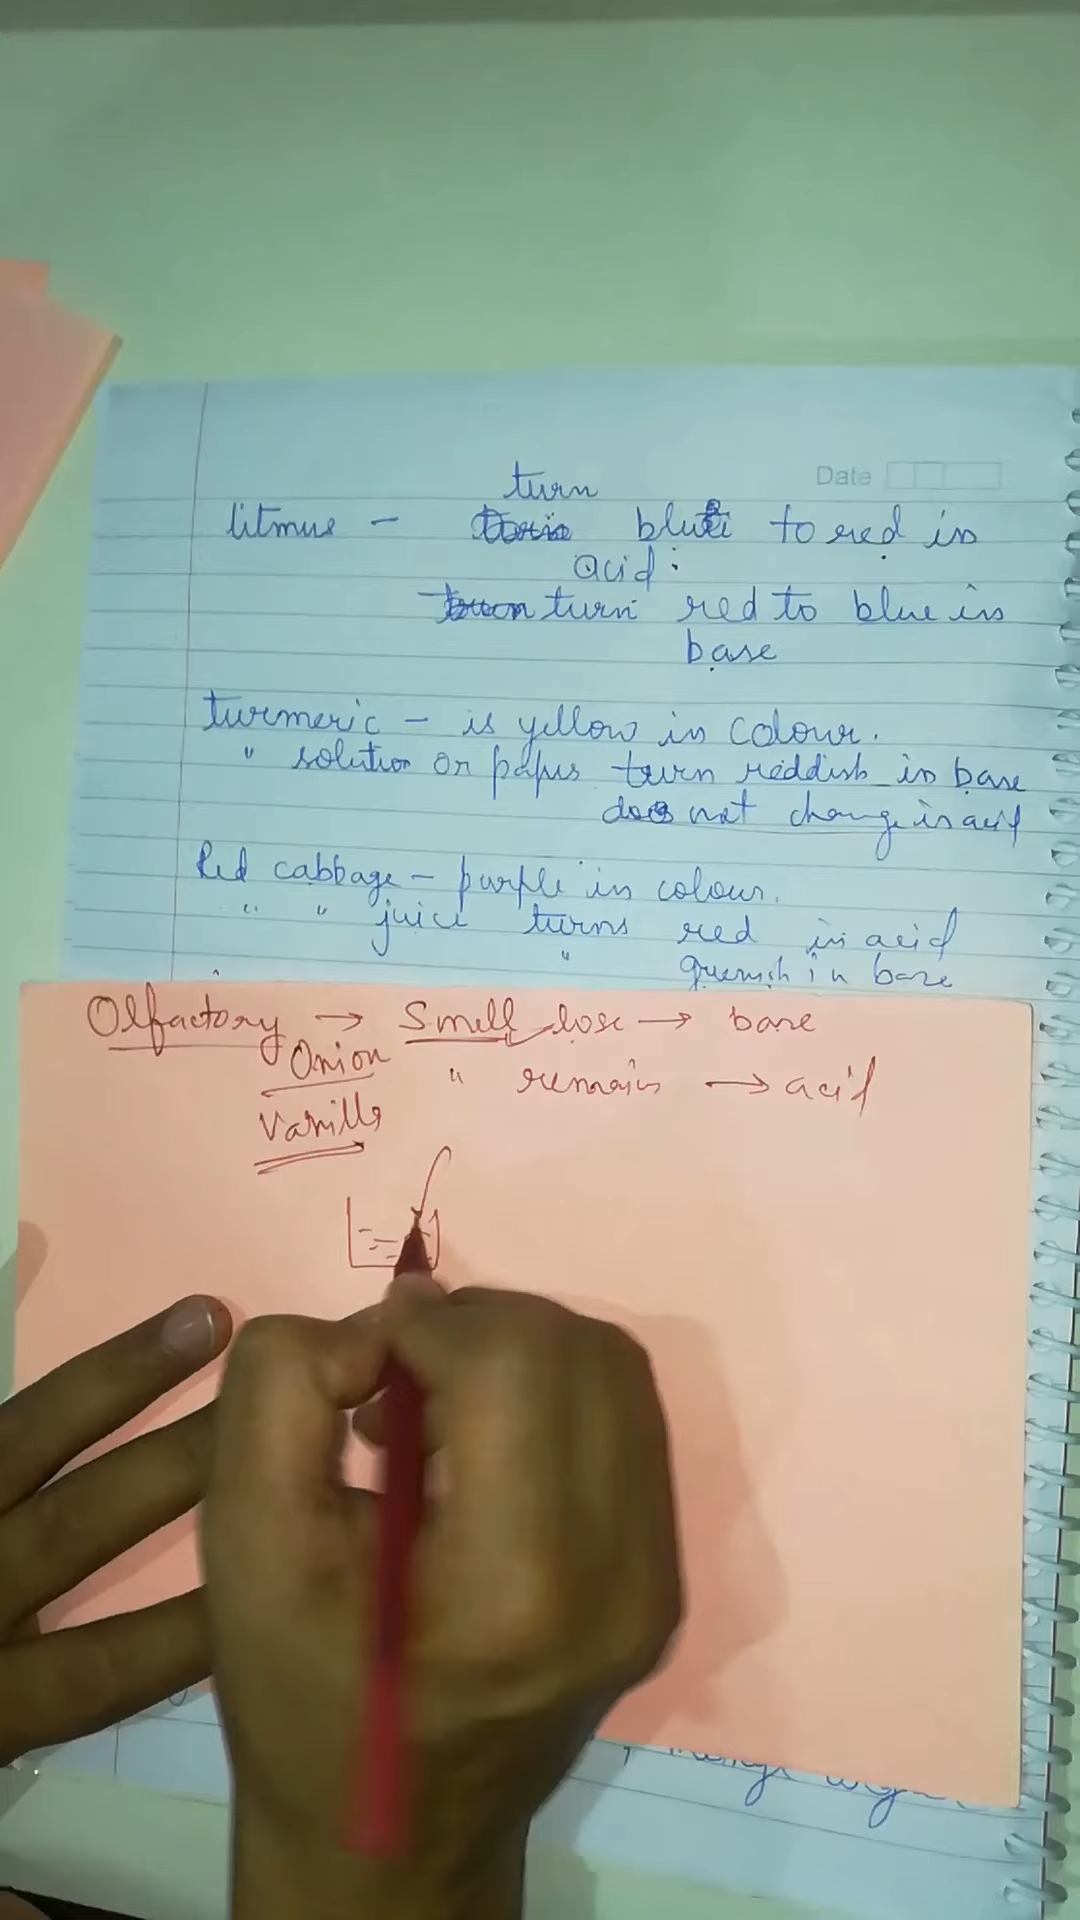 Date
turn
litmus - blue to red in
acid.
turn red to blue in
base
turmeric - is yellow in colour.
" solution or paper turn reddish in base
does not change in acid
Red cabbage - purple in colour.
" " juice turns red in acid
" greenish in base
Olfactory → Smell lose → base
Onion " remains → acid
Vanilla